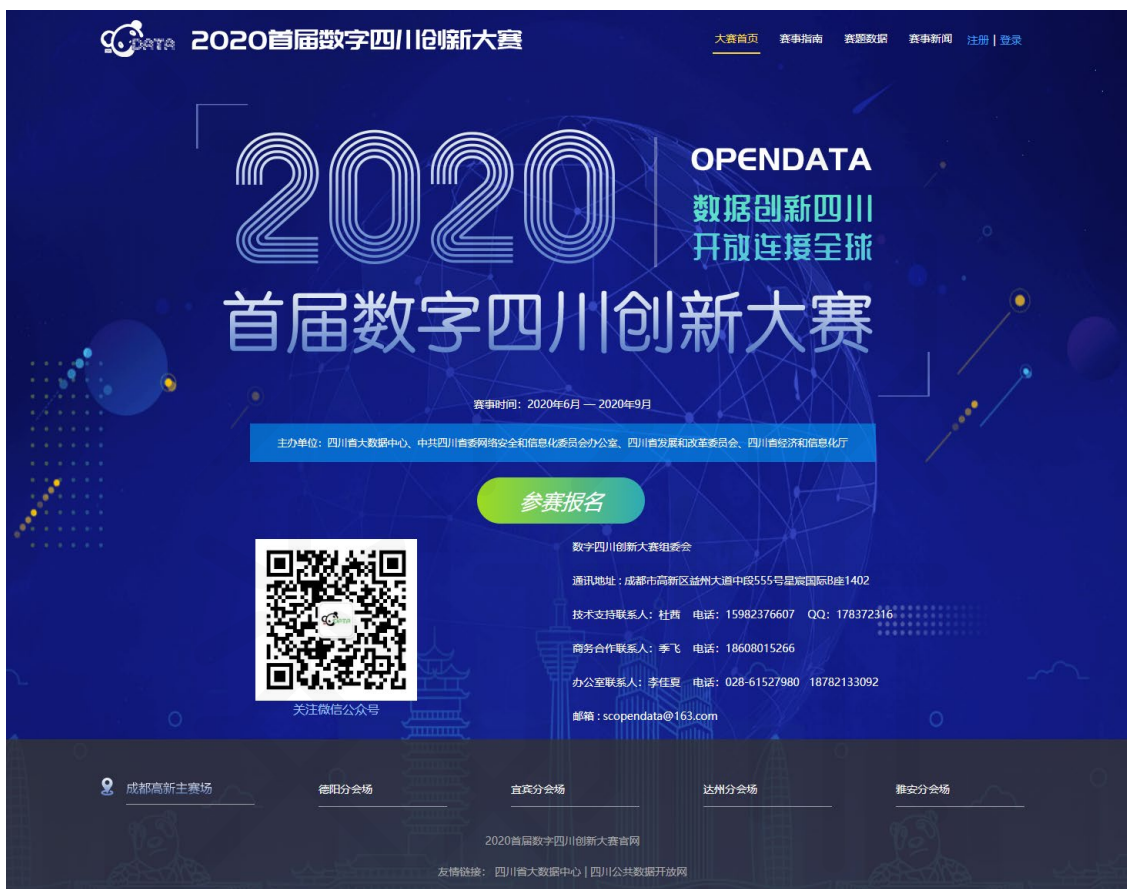 DATA 2020首届数字四川创新大赛
大赛首页 赛事指南 赛题数据 赛事新闻 注册 | 登录
2020
OPENDATA
数据创新四川
开放连接全球
首届数字四川创新大赛
赛事时间：2020年6月 — 2020年9月
主办单位：四川省大数据中心、中共四川省委网络安全和信息化委员会办公室、四川省发展和改革委员会、四川省经济和信息化厅
参赛报名
关注微信公众号
数字四川创新大赛组委会
通讯地址 : 成都市高新区益州大道中段555号星宸国际B座1402
技术支持联系人：杜茜 电话：15982376607 QQ：178372316
商务合作联系人：季飞 电话：18608015266
办公室联系人：李佳夏 电话：028-61527980 18782133092
邮箱 : scopendata@163.com
成都高新主赛场 德阳分会场 宜宾分会场 达州分会场 雅安分会场
2020首届数字四川创新大赛官网
友情链接： 四川省大数据中心 | 四川公共数据开放网